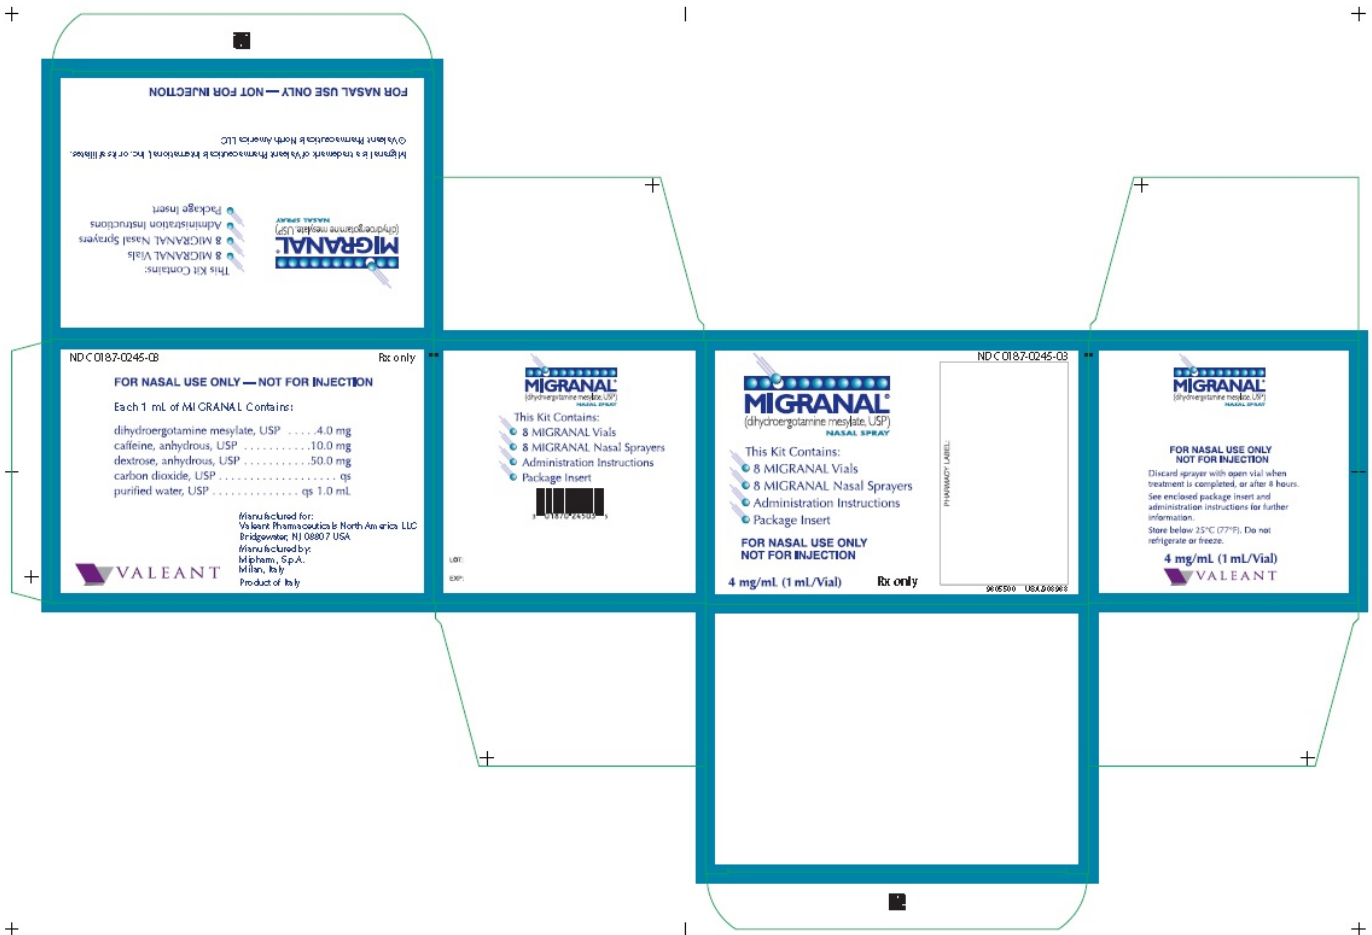 FOR NASAL USE ONLY — NOT FOR INJECTION
Migranal is a trademark of Valeant Pharmaceuticals International, Inc. or its affiliates.
© Valeant Pharmaceuticals North America LLC
MIGRANAL®
(dihydroergotamine mesylate, USP)
NASAL SPRAY
This Kit Contains:
8 MIGRANAL Vials
8 MIGRANAL Nasal Sprayers
Administration Instructions
Package Insert
NDC 0187-0245-03 Rx only
FOR NASAL USE ONLY — NOT FOR INJECTION
Each 1 mL of MIGRANAL Contains:
dihydroergotamine mesylate, USP .....4.0 mg
caffeine, anhydrous, USP ...........10.0 mg
dextrose, anhydrous, USP ...........50.0 mg
carbon dioxide, USP .................... qs
purified water, USP .............. qs 1.0 mL
Manufactured for:
Valeant Pharmaceuticals North America LLC
Bridgewater, NJ 08807 USA
Manufactured by:
Mipharm, S.p.A.
Milan, Italy
Product of Italy
VALEANT
MIGRANAL®
(dihydroergotamine mesylate, USP)
NASAL SPRAY
This Kit Contains:
8 MIGRANAL Vials
8 MIGRANAL Nasal Sprayers
Administration Instructions
Package Insert
3 01870 24503
LOT:
EXP:
NDC 0187-0245-03
MIGRANAL®
(dihydroergotamine mesylate, USP)
NASAL SPRAY
This Kit Contains:
8 MIGRANAL Vials
8 MIGRANAL Nasal Sprayers
Administration Instructions
Package Insert
FOR NASAL USE ONLY
NOT FOR INJECTION
4 mg/mL (1 mL/Vial) Rx only
PHARMACY LABEL:
9605500
MIGRANAL®
(dihydroergotamine mesylate, USP)
NASAL SPRAY
FOR NASAL USE ONLY
NOT FOR INJECTION
Discard sprayer with open vial when
treatment is completed, or after 8 hours.
See enclosed package insert and
administration instructions for further
information.
Store below 25°C (77°F). Do not
refrigerate or freeze.
4 mg/mL (1 mL/Vial)
VALEANT